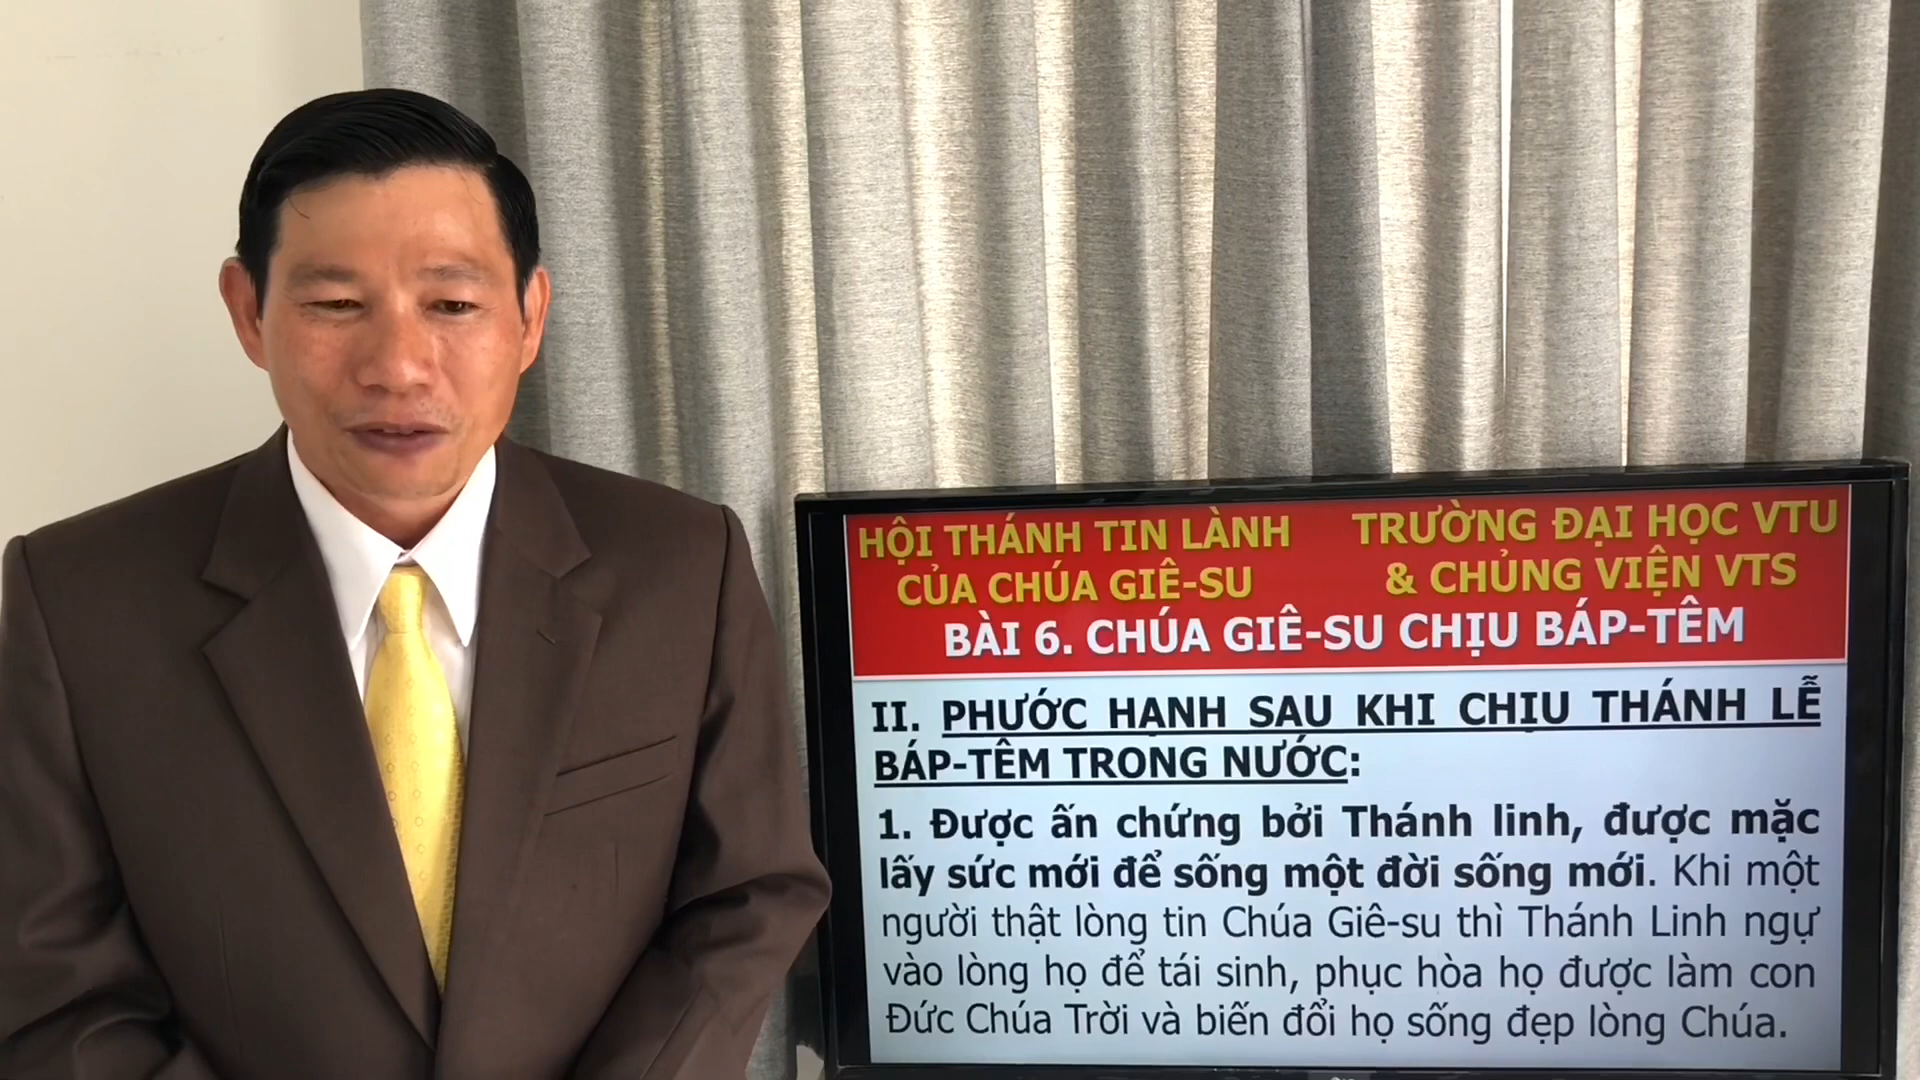 HỘI THÁNH TIN LÀNH
CỦA CHÚA GIÊ-SU
TRƯỜNG ĐẠI HỌC VTU
& CHỦNG VIỆN VTS
BÀI 6. CHÚA GIÊ-SU CHỊU BÁP-TÊM
II. PHƯỚC HẠNH SAU KHI CHỊU THÁNH LỄ
BÁP-TÊM TRONG NƯỚC:
1. Được ấn chứng bởi Thánh linh, được mặc
lấy sức mới để sống một đời sống mới. Khi một
người thật lòng tin Chúa Giê-su thì Thánh Linh ngự
vào lòng họ để tái sinh, phục hòa họ được làm con
Đức Chúa Trời và biến đổi họ sống đẹp lòng Chúa.